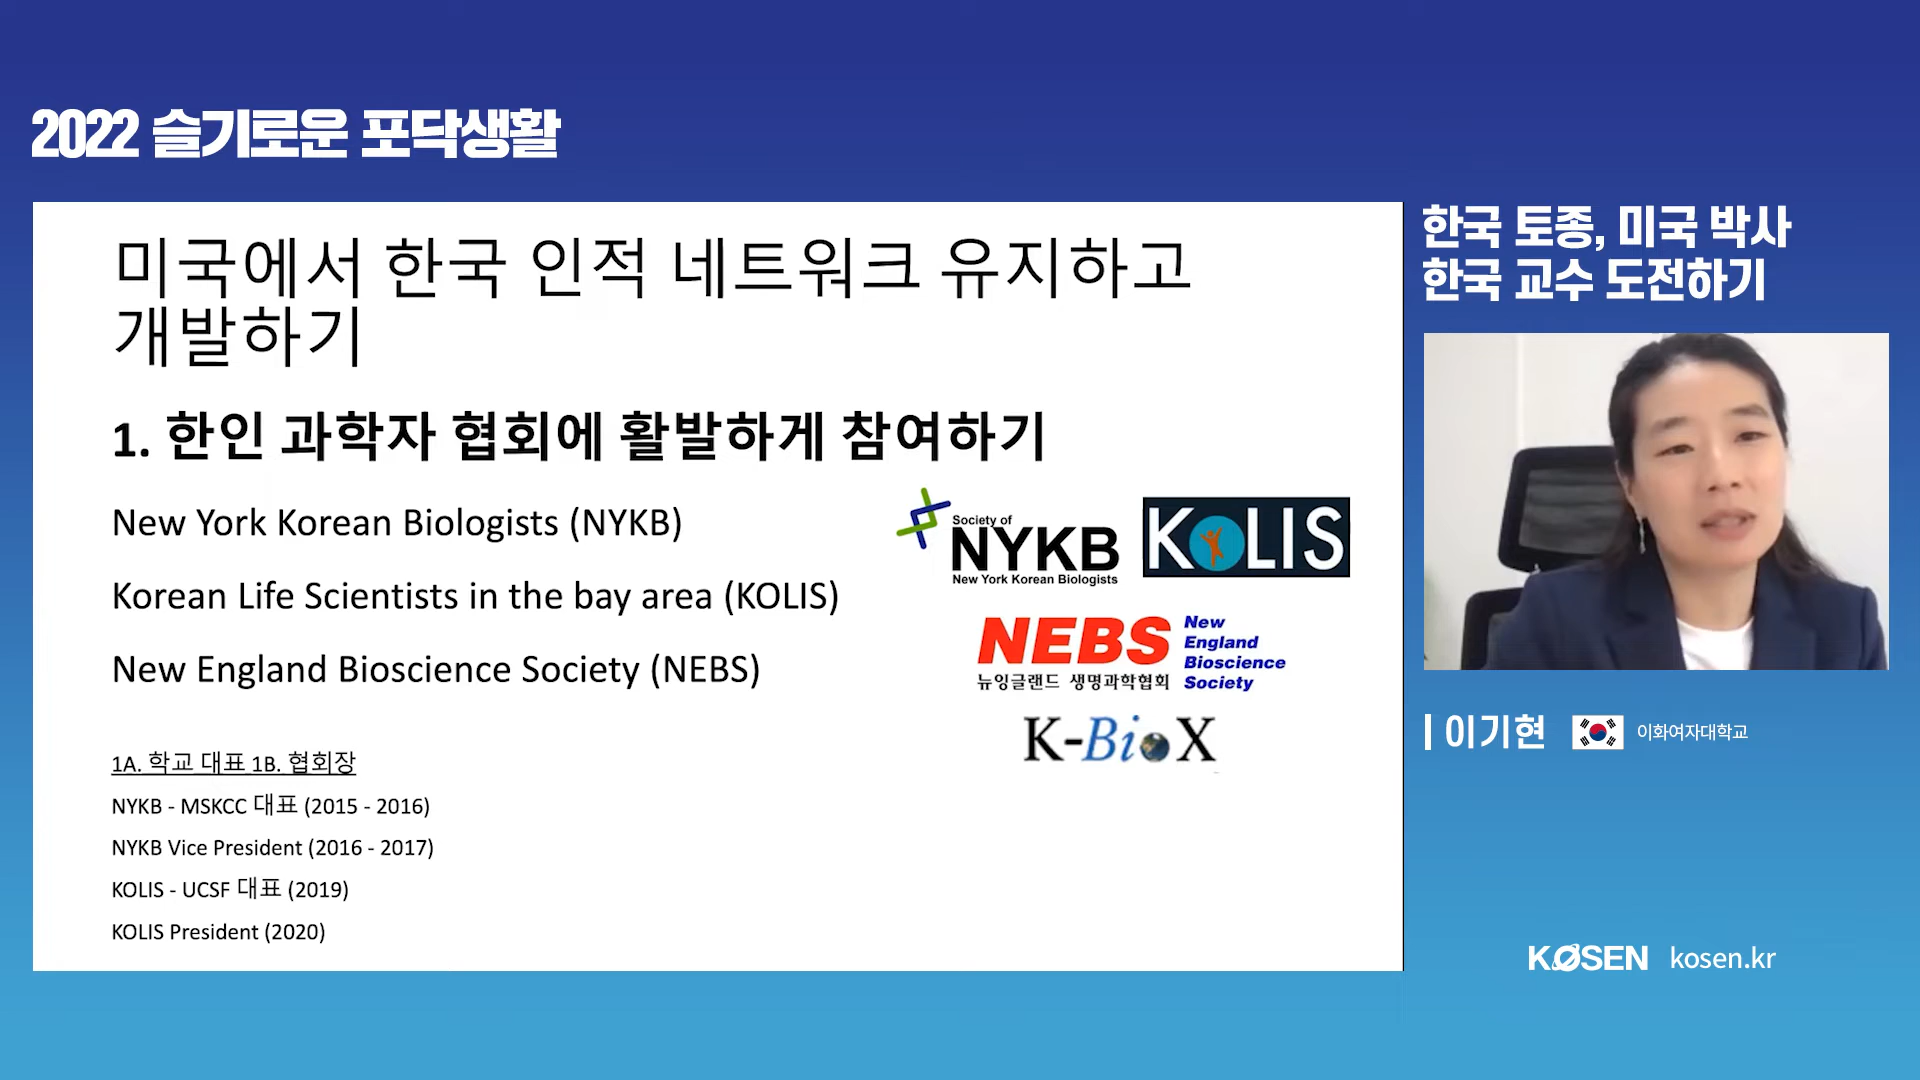 2022 슬기로운 포닥생활
미국에서 한국 인적 네트워크 유지하고
개발하기
1. 한인 과학자 협회에 활발하게 참여하기
New York Korean Biologists (NYKB)
Korean Life Scientists in the bay area (KOLIS)
New England Bioscience Society (NEBS)
Society of
NYKB
New York Korean Biologists
KOLIS
NEBS
뉴잉글랜드 생명과학협회
New
England
Bioscience
Society
K-BioX
1A. 학교 대표 1B. 협회장
NYKB - MSKCC 대표 (2015 - 2016)
NYKB Vice President (2016 - 2017)
KOLIS - UCSF 대표 (2019)
KOLIS President (2020)
한국 토종, 미국 박사
한국 교수 도전하기
이기현
이화여자대학교
KOSEN kosen.kr